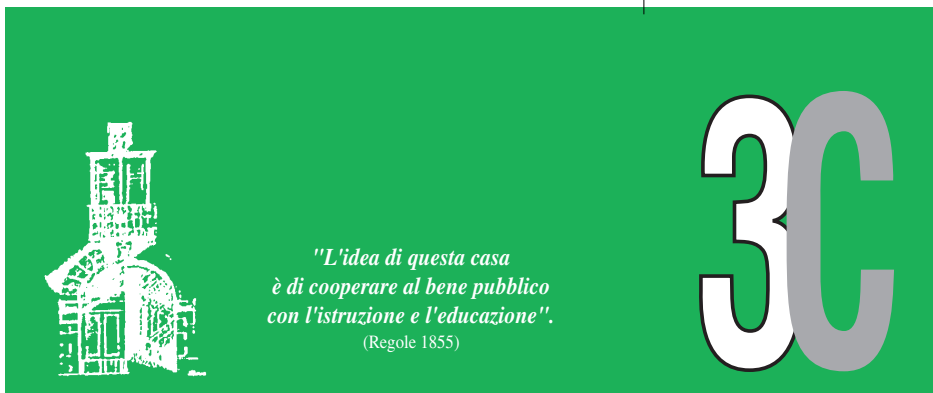 "L'idea di questa casa
è di cooperare al bene pubblico
con l'istruzione e l'educazione".
(Regole 1855)
3C